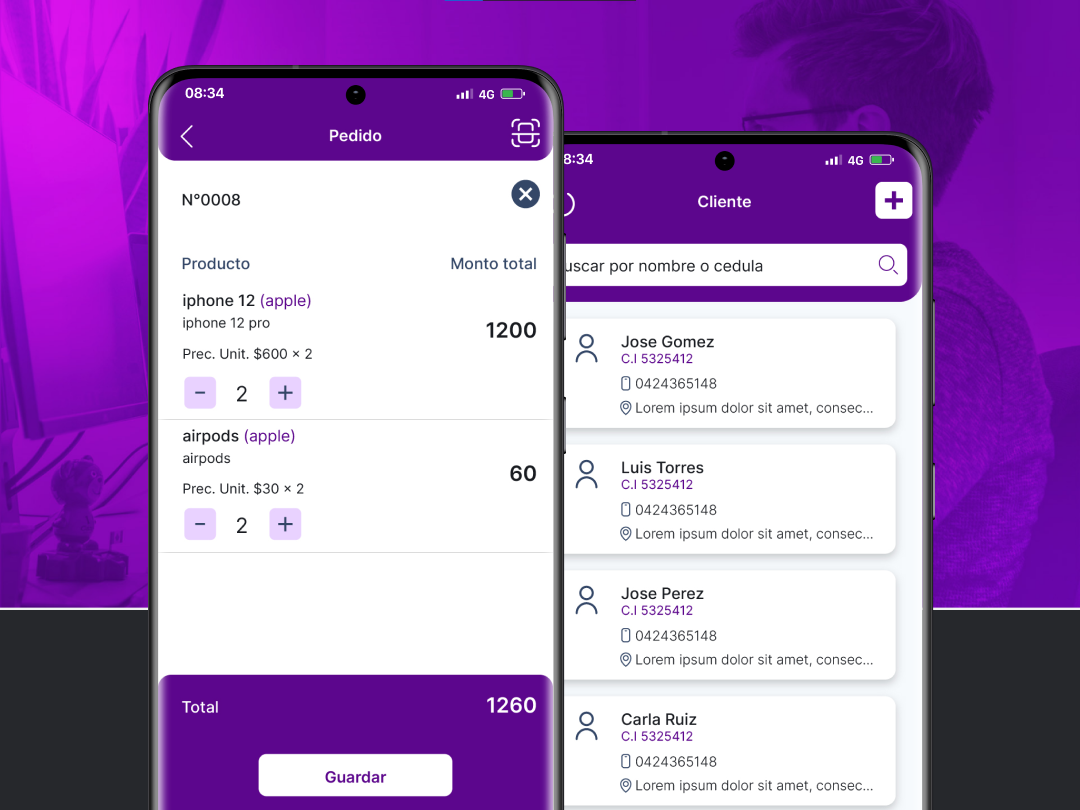 08:34
4G
Pedido
N°0008
Producto
Monto total
iphone 12 (apple)
iphone 12 pro
1200
Prec. Unit. $600 × 2
− 2 +
airpods (apple)
airpods
60
Prec. Unit. $30 × 2
− 2 +
Total
1260
Guardar
8:34
4G
Cliente
uscar por nombre o cedula
Jose Gomez
C.I 5325412
0424365148
Lorem ipsum dolor sit amet, consec...
Luis Torres
C.I 5325412
0424365148
Lorem ipsum dolor sit amet, consec...
Jose Perez
C.I 5325412
0424365148
Lorem ipsum dolor sit amet, consec...
Carla Ruiz
C.I 5325412
0424365148
Lorem ipsum dolor sit amet, consec...